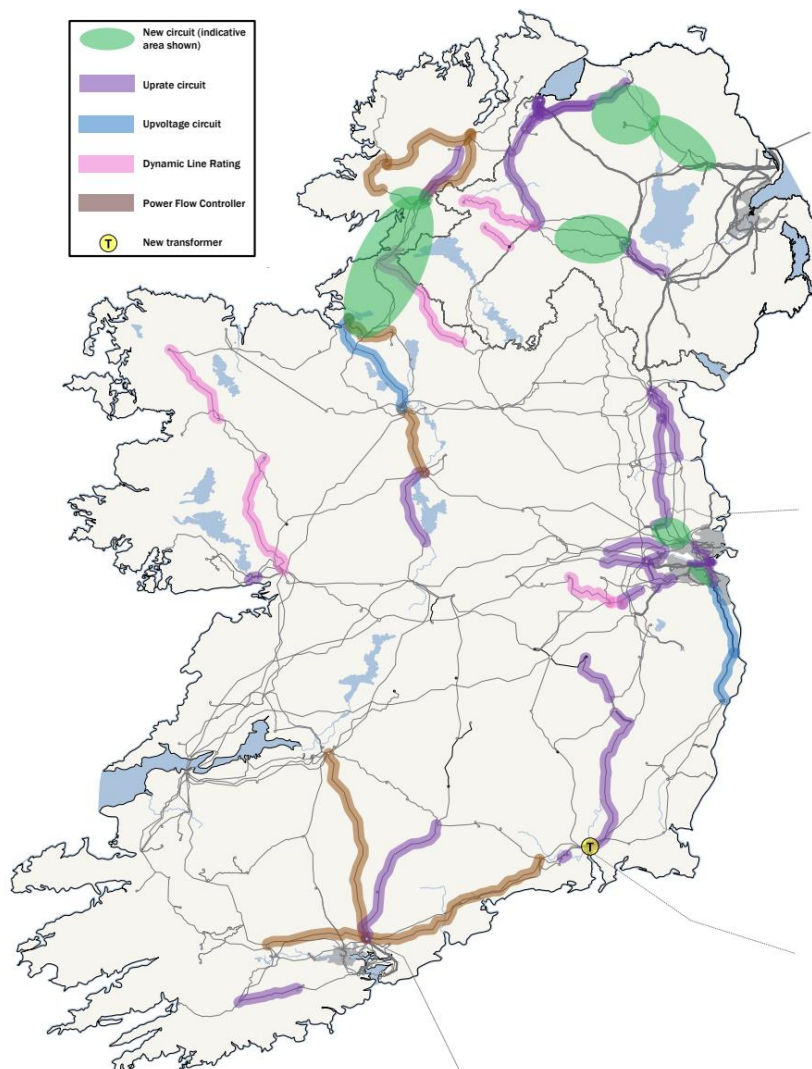 New circuit (indicative
area shown)
Uprate circuit
Upvoltage circuit
Dynamic Line Rating
Power Flow Controller
T New transformer
T